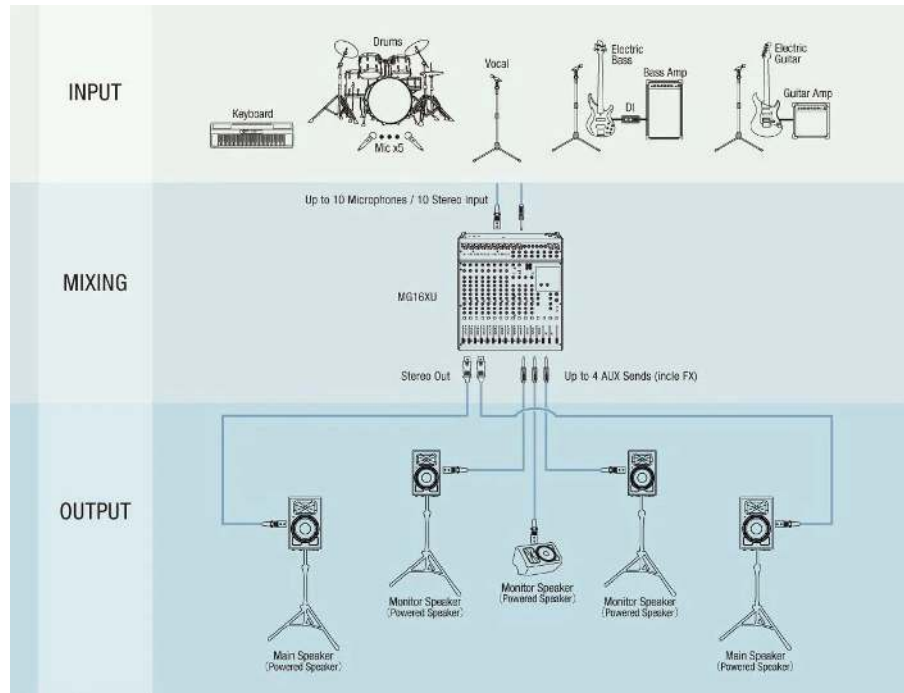 INPUT
Keyboard
Drums
Mic x5
Vocal
Electric
Bass
DI
Bass Amp
Electric
Guitar
Guitar Amp
MIXING
Up to 10 Microphones / 10 Stereo Input
MG16XU
Stereo Out
Up to 4 AUX Sends (incle FX)
OUTPUT
Main Speaker
(Powered Speaker)
Monitor Speaker
(Powered Speaker)
Monitor Speaker
(Powered Speaker)
Monitor Speaker
(Powered Speaker)
Main Speaker
(Powered Speaker)